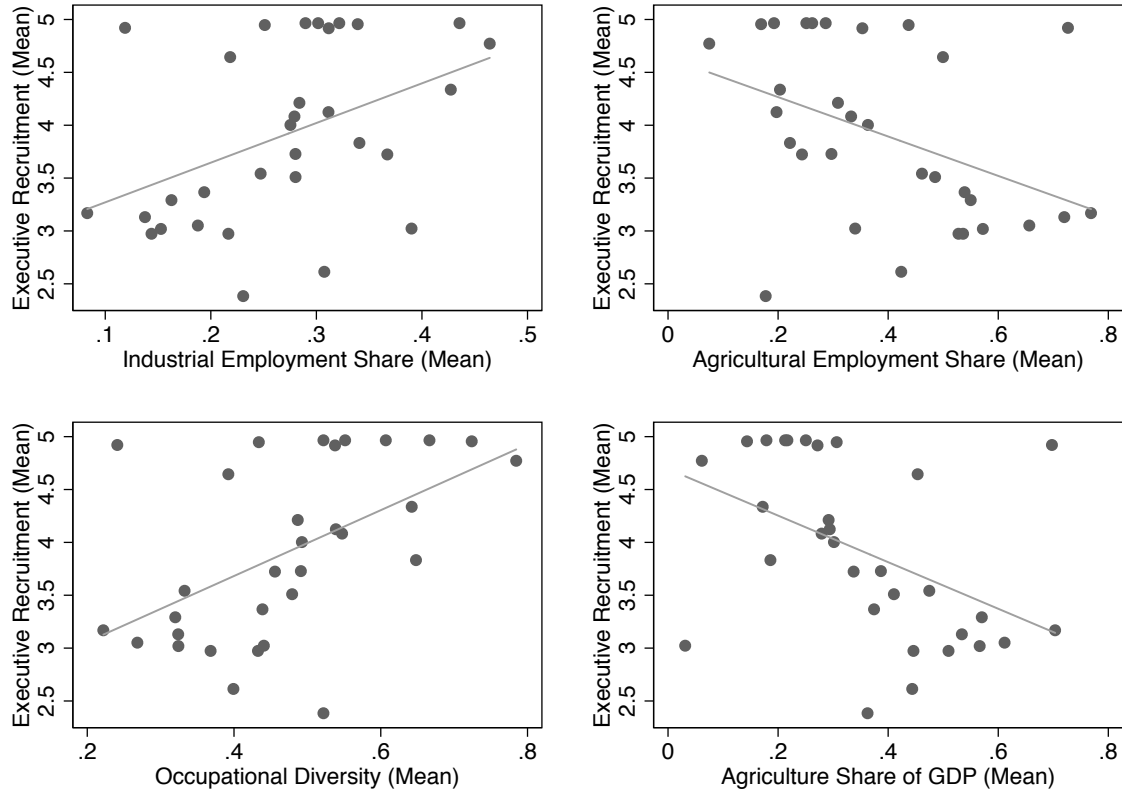 Executive Recruitment (Mean)
5
4.5
4
3.5
3
2.5
.1 .2 .3 .4 .5
Industrial Employment Share (Mean)
Executive Recruitment (Mean)
5
4.5
4
3.5
3
2.5
0 .2 .4 .6 .8
Agricultural Employment Share (Mean)
Executive Recruitment (Mean)
5
4.5
4
3.5
3
2.5
.2 .4 .6 .8
Occupational Diversity (Mean)
Executive Recruitment (Mean)
5
4.5
4
3.5
3
2.5
0 .2 .4 .6 .8
Agriculture Share of GDP (Mean)